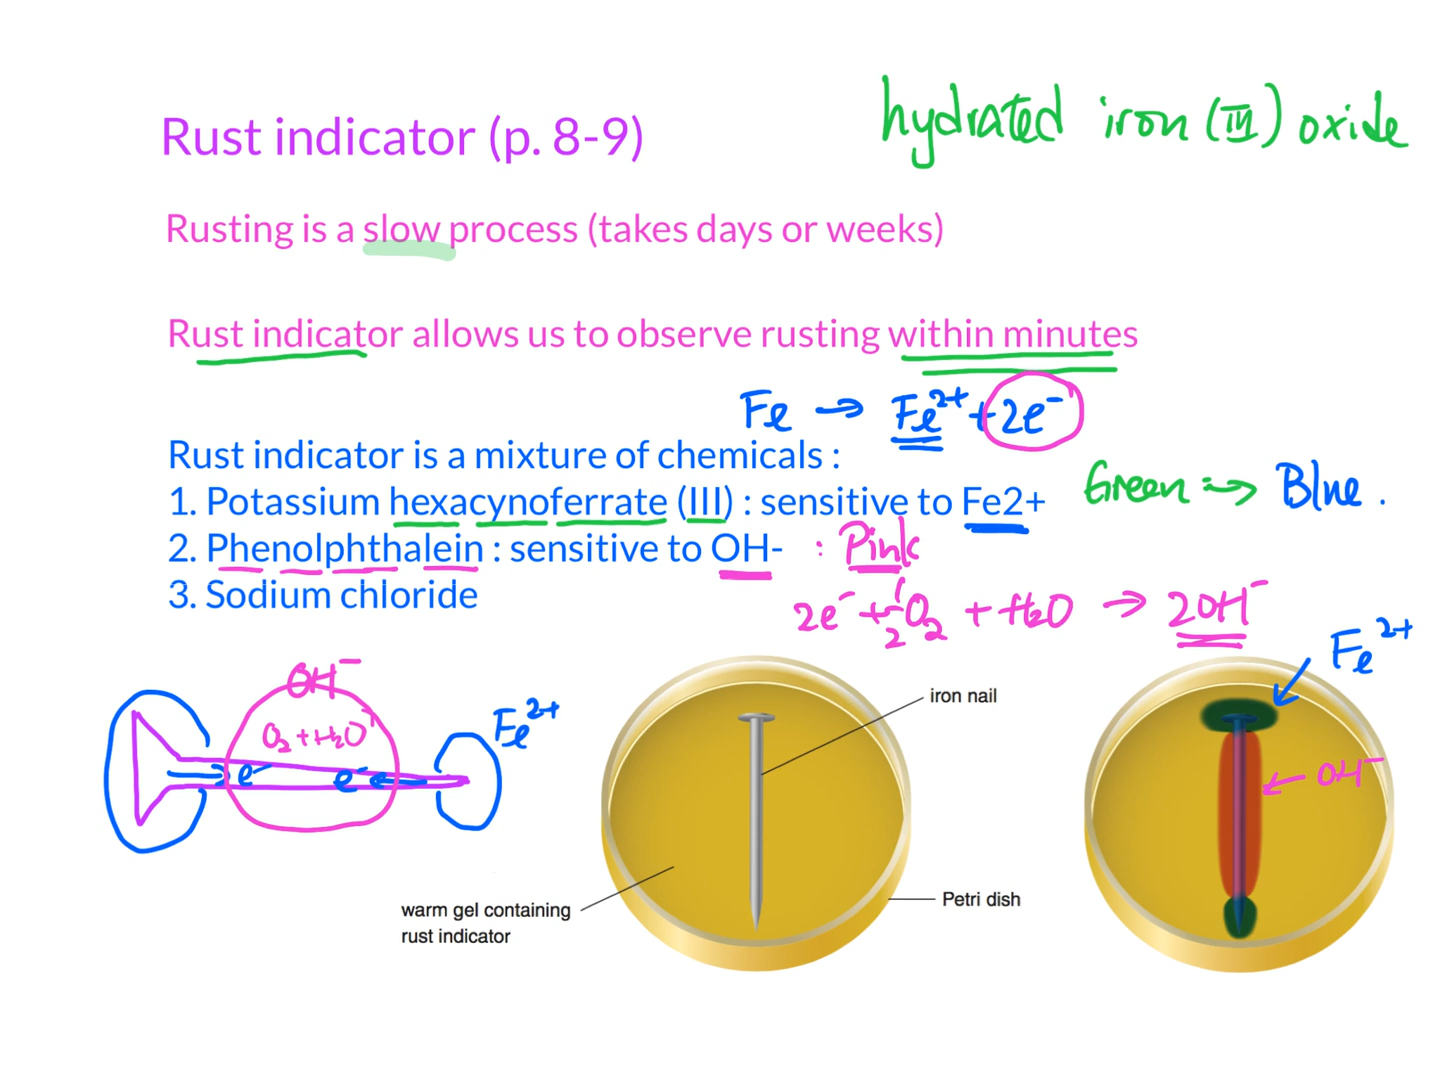 hydrated iron (III) oxide
Rust indicator (p. 8-9)
Rusting is a slow process (takes days or weeks)
Rust indicator allows us to observe rusting within minutes
Fe → Fe²⁺ + 2e⁻
Rust indicator is a mixture of chemicals :
1. Potassium hexacynoferrate (III) : sensitive to Fe2+ Green → Blue .
2. Phenolphthalein : sensitive to OH- : Pink
3. Sodium chloride
2e⁻ + 1/2 O₂ + H₂O → 2OH⁻
Fe²⁺
OH⁻
O₂ + H₂O
Fe²⁺
e⁻ e⁻
iron nail
OH⁻
Petri dish
warm gel containing
rust indicator